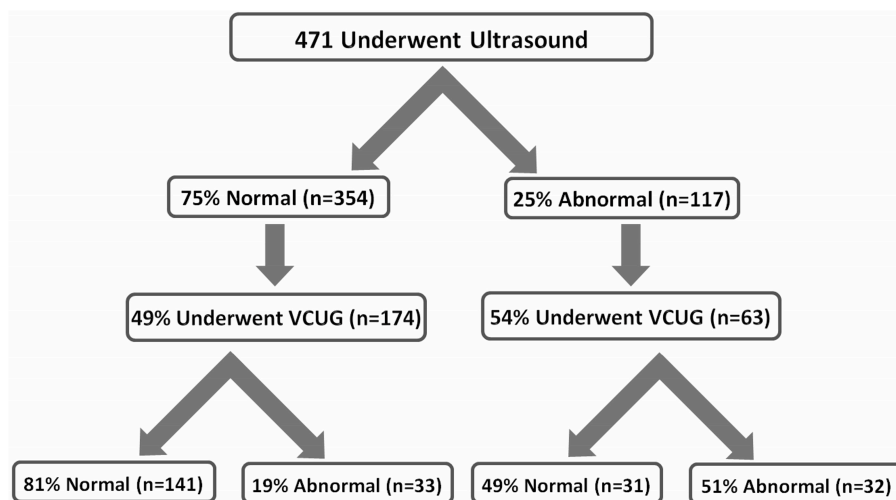 471 Underwent Ultrasound
75% Normal (n=354)
25% Abnormal (n=117)
49% Underwent VCUG (n=174)
54% Underwent VCUG (n=63)
81% Normal (n=141)
19% Abnormal (n=33)
49% Normal (n=31)
51% Abnormal (n=32)